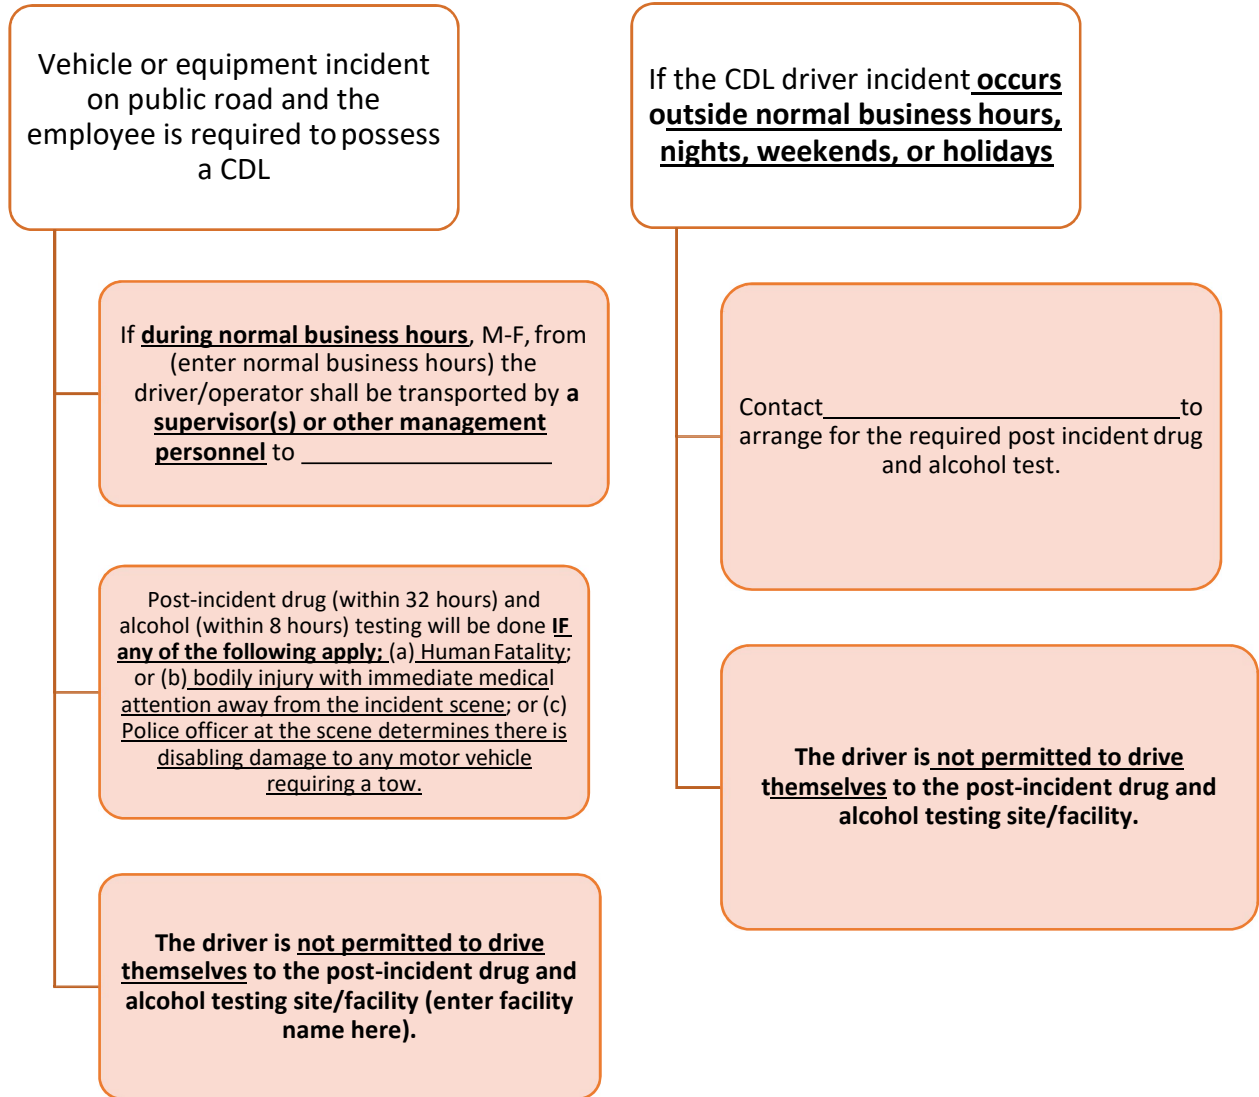 Vehicle or equipment incident
on public road and the
employee is required to possess
a CDL
If during normal business hours, M-F, from
(enter normal business hours) the
driver/operator shall be transported by a
supervisor(s) or other management
personnel to ____________________
Post-incident drug (within 32 hours) and
alcohol (within 8 hours) testing will be done IF
any of the following apply; (a) Human Fatality;
or (b) bodily injury with immediate medical
attention away from the incident scene; or (c)
Police officer at the scene determines there is
disabling damage to any motor vehicle
requiring a tow.
The driver is not permitted to drive
themselves to the post-incident drug and
alcohol testing site/facility (enter facility
name here).
If the CDL driver incident occurs
outside normal business hours,
nights, weekends, or holidays
Contact____________________________to
arrange for the required post incident drug
and alcohol test.
The driver is not permitted to drive
themselves to the post-incident drug and
alcohol testing site/facility.